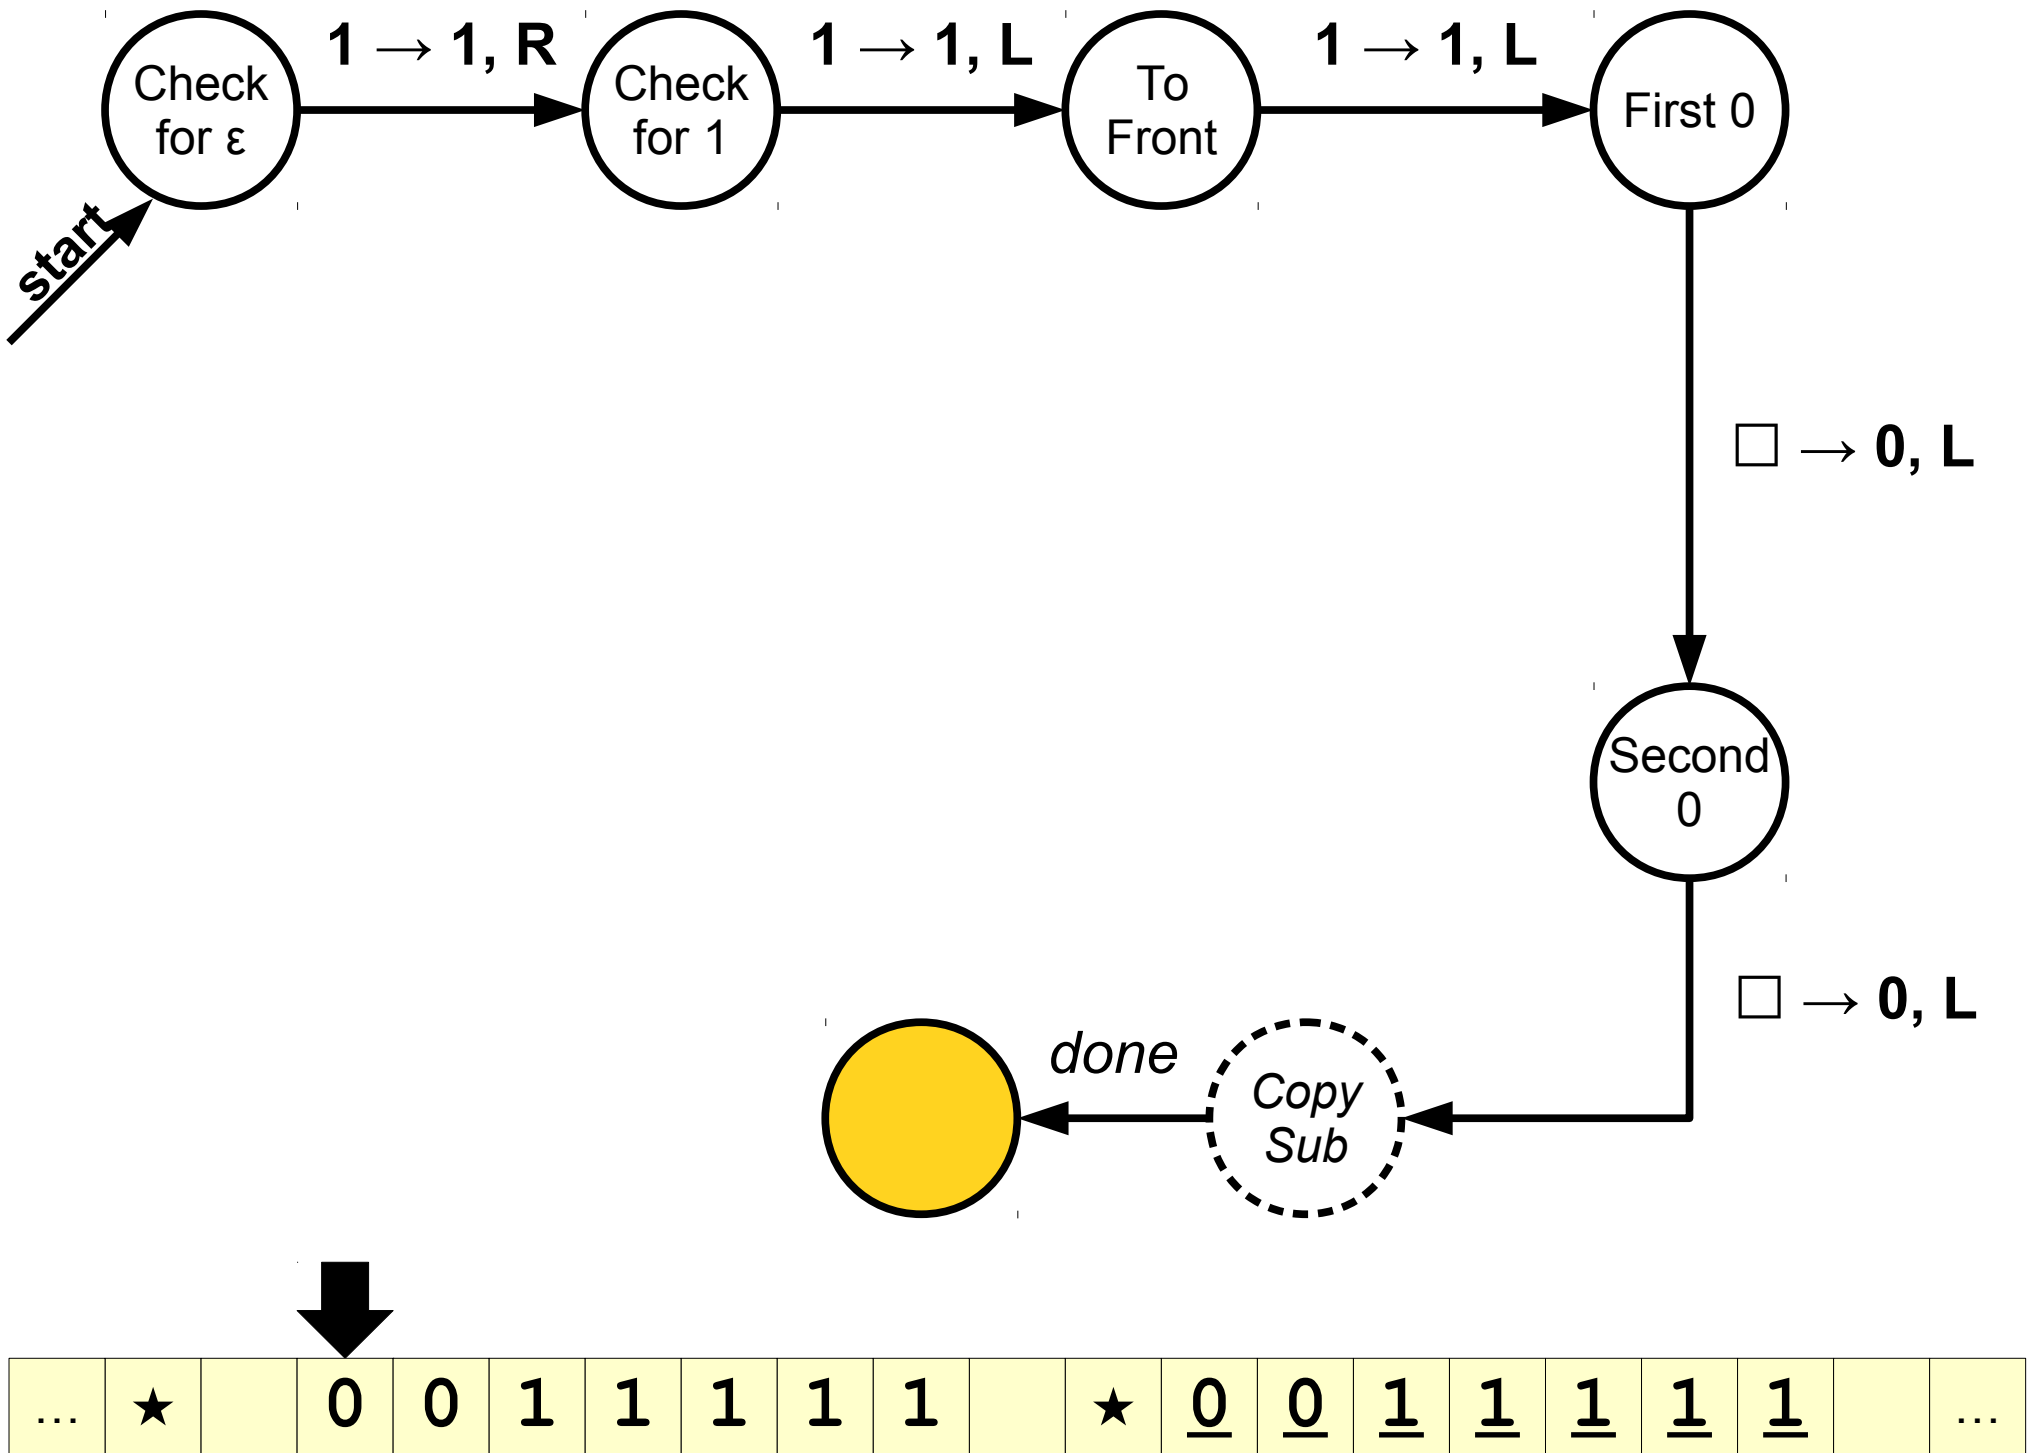 Check
for ε
1 → 1, R
Check
for 1
1 → 1, L
To
Front
1 → 1, L
First 0
start
□ → 0, L
Second
0
□ → 0, L
done
Copy
Sub
… ★ 0 0 1 1 1 1 1 ★ 0 0 1 1 1 1 1 …